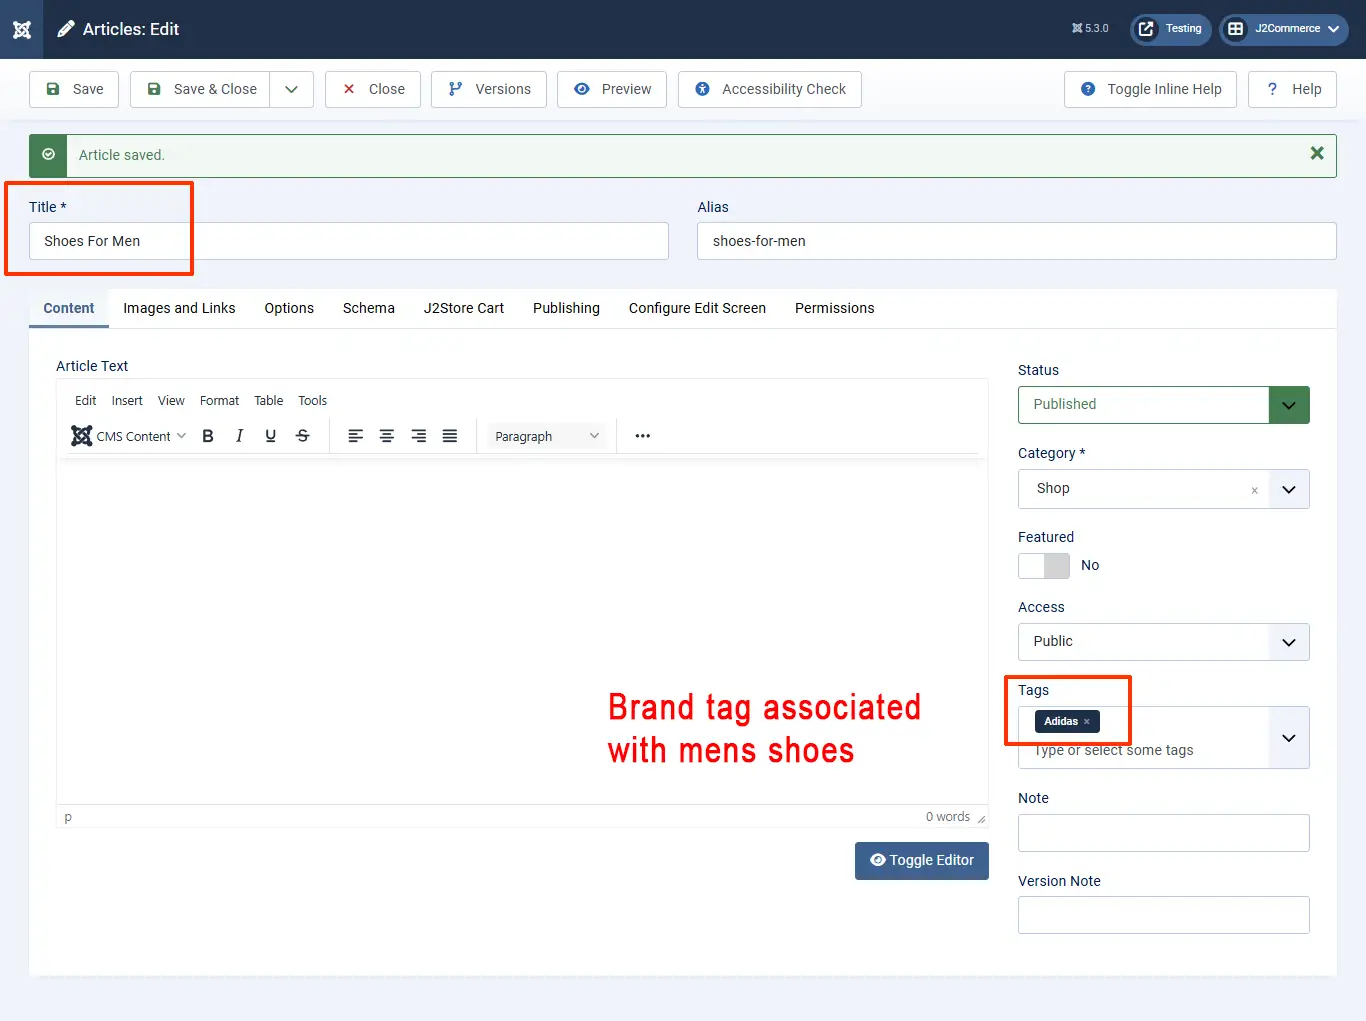 Articles: Edit
5.3.0
Testing
J2Commerce
Save
Save & Close
Close
Versions
Preview
Accessibility Check
Toggle Inline Help
? Help
Article saved.
Title *
Alias
Shoes For Men
shoes-for-men
Content
Images and Links
Options
Schema
J2Store Cart
Publishing
Configure Edit Screen
Permissions
Article Text
Edit
Insert
View
Format
Table
Tools
CMS Content
B
I
U
S
Paragraph
Brand tag associated
with mens shoes
p
0 words
Toggle Editor
Status
Published
Category *
Shop
Featured
No
Access
Public
Tags
Adidas ×
Type or select some tags
Note
Version Note